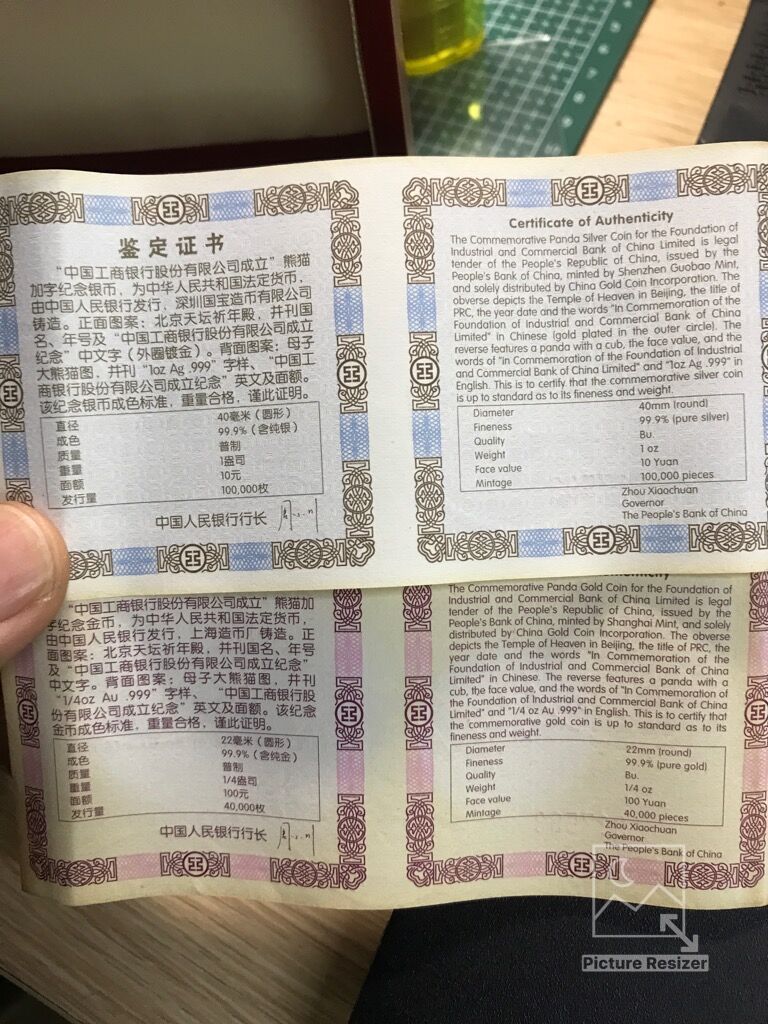 鉴定证书
“中国工商银行股份有限公司成立”熊猫
加字纪念银币，为中华人民共和国法定货币，
由中国人民银行发行，深圳国宝造币有限公司
铸造。正面图案：北京天坛祈年殿，并刊国
名、年号及“中国工商银行股份有限公司成立
纪念”中文字（外圈镀金）。背面图案：母子
大熊猫图，并刊“1oz Ag .999”字样、“中国工
商银行股份有限公司成立纪念”英文及面额。
该纪念银币成色标准，重量合格，谨此证明。
直径 40毫米（圆形）
成色 99.9%（含纯银）
质量 普制
重量 1盎司
面额 10元
发行量 100,000枚
中国人民银行行长
Certificate of Authenticity
The Commemorative Panda Silver Coin for the Foundation of
Industrial and Commercial Bank of China Limited is legal
tender of the People's Republic of China, issued by the
People's Bank of China, minted by Shenzhen Guobao Mint,
and solely distributed by China Gold Coin Incorporation. The
obverse depicts the Temple of Heaven in Beijing, the title of
PRC, the year date and the words "In Commemoration of the
Foundation of Industrial and Commercial Bank of China
Limited" in Chinese (gold plated in the outer circle). The
reverse features a panda with a cub, the face value, and the
words of "In Commemoration of the Foundation of Industrial
and Commercial Bank of China Limited" and "1oz Ag .999" in
English. This is to certify that the commemorative silver coin
is up to standard as to its fineness and weight.
Diameter 40mm (round)
Fineness 99.9% (pure silver)
Quality Bu.
Weight 1 oz
Face value 10 Yuan
Mintage 100,000 pieces
Zhou Xiaochuan
Governor
The People's Bank of China
“中国工商银行股份有限公司成立”熊猫加
字纪念金币，为中华人民共和国法定货币，
由中国人民银行发行，上海造币厂铸造。正
面图案：北京天坛祈年殿，并刊国名、年号
及“中国工商银行股份有限公司成立纪念”
中文字。背面图案：母子大熊猫图，并刊
“1/4oz Au .999”字样、“中国工商银行股
份有限公司成立纪念”英文及面额。该纪念
金币成色标准，重量合格，谨此证明。
直径 22毫米（圆形）
成色 99.9%（含纯金）
质量 普制
重量 1/4盎司
面额 100元
发行量 40,000枚
中国人民银行行长
The Commemorative Panda Gold Coin for the Foundation of
Industrial and Commercial Bank of China Limited is legal
tender of the People's Republic of China, issued by the
People's Bank of China, minted by Shanghai Mint, and solely
distributed by China Gold Coin Incorporation. The obverse
depicts the Temple of Heaven in Beijing, the title of PRC, the
year date and the words "In Commemoration of the
Foundation of Industrial and Commercial Bank of China
Limited" in Chinese. The reverse features a panda with a
cub, the face value, and the words of "In Commemoration of
the Foundation of Industrial and Commercial Bank of China
Limited" and "1/4 oz Au .999" in English. This is to certify that
the commemorative gold coin is up to standard as to its
fineness and weight.
Diameter 22mm (round)
Fineness 99.9% (pure gold)
Quality Bu.
Weight 1/4 oz
Face value 100 Yuan
Mintage 40,000 pieces
Zhou Xiaochuan
Governor
The People's Bank of China
Picture Resizer